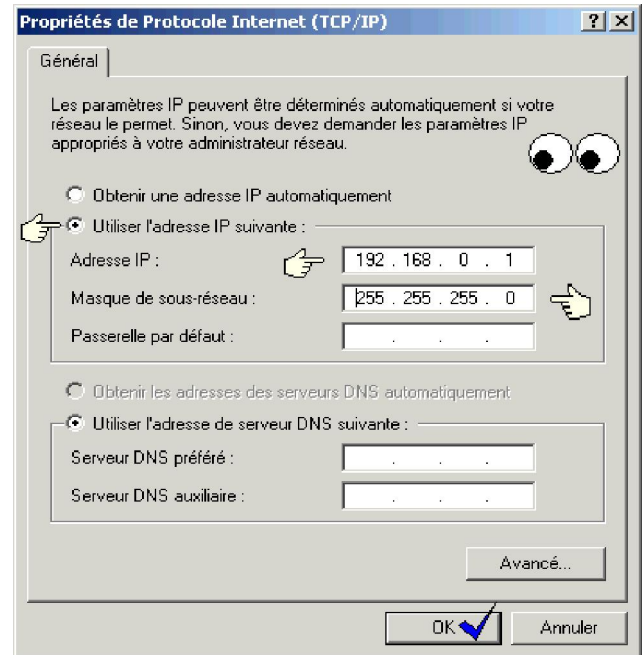 Propriétés de Protocole Internet (TCP/IP)
Général
Les paramètres IP peuvent être déterminés automatiquement si votre
réseau le permet. Sinon, vous devez demander les paramètres IP
appropriés à votre administrateur réseau.
Obtenir une adresse IP automatiquement
Utiliser l'adresse IP suivante :
Adresse IP : 192 . 168 . 0 . 1
Masque de sous-réseau : 255 . 255 . 255 . 0
Passerelle par défaut : . . .
Obtenir les adresses des serveurs DNS automatiquement
Utiliser l'adresse de serveur DNS suivante :
Serveur DNS préféré : . . .
Serveur DNS auxiliaire : . . .
Avancé...
OK Annuler